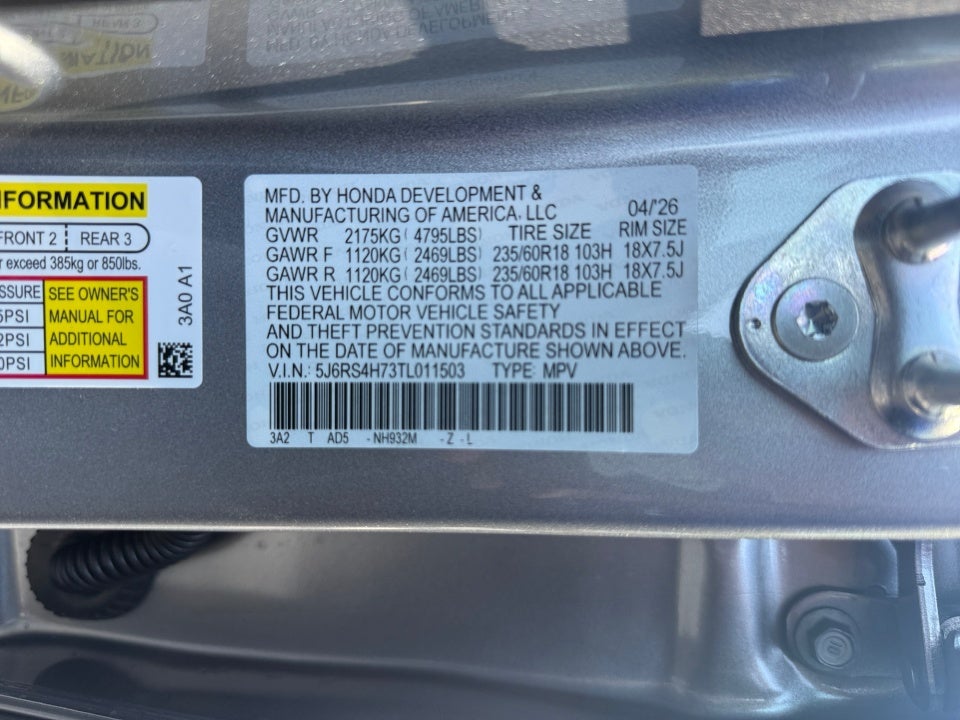 NFORMATION
FRONT 2 REAR 3
r exceed 385kg or 850lbs.
SSURE
5PSI
2PSI
0PSI
SEE OWNER'S
MANUAL FOR
ADDITIONAL
INFORMATION
3A0 A1
MFD. BY HONDA DEVELOPMENT &
MANUFACTURING OF AMERICA, LLC 04/'26
GVWR 2175KG ( 4795LBS) TIRE SIZE RIM SIZE
GAWR F 1120KG ( 2469LBS) 235/60R18 103H 18X7.5J
GAWR R 1120KG ( 2469LBS) 235/60R18 103H 18X7.5J
THIS VEHICLE CONFORMS TO ALL APPLICABLE
FEDERAL MOTOR VEHICLE SAFETY
AND THEFT PREVENTION STANDARDS IN EFFECT
ON THE DATE OF MANUFACTURE SHOWN ABOVE.
V.I.N.: 5J6RS4H73TL011503 TYPE: MPV
3A2 T AD5 - NH932M - Z - L